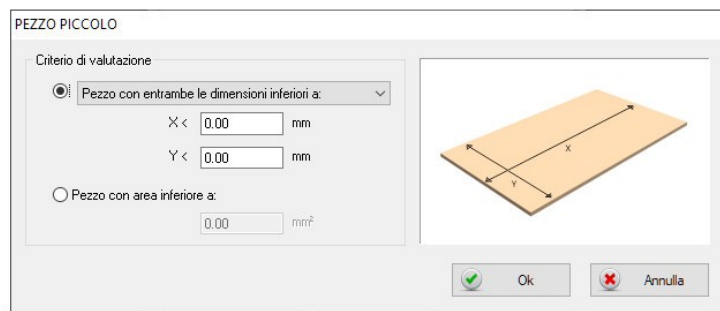 PEZZO PICCOLO
Criterio di valutazione
Pezzo con entrambe le dimensioni inferiori a:
X < 0.00 mm
Y < 0.00 mm
Pezzo con area inferiore a:
0.00 mm²
X
Y
Ok Annulla